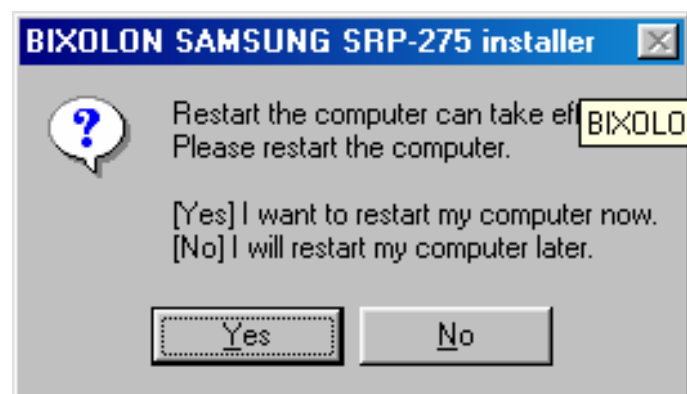 BIXOLON SAMSUNG SRP-275 installer
Restart the computer can take
BIXOLO
Please restart the computer.
[Yes] I want to restart my computer now.
[No] I will restart my computer later.
Yes
No